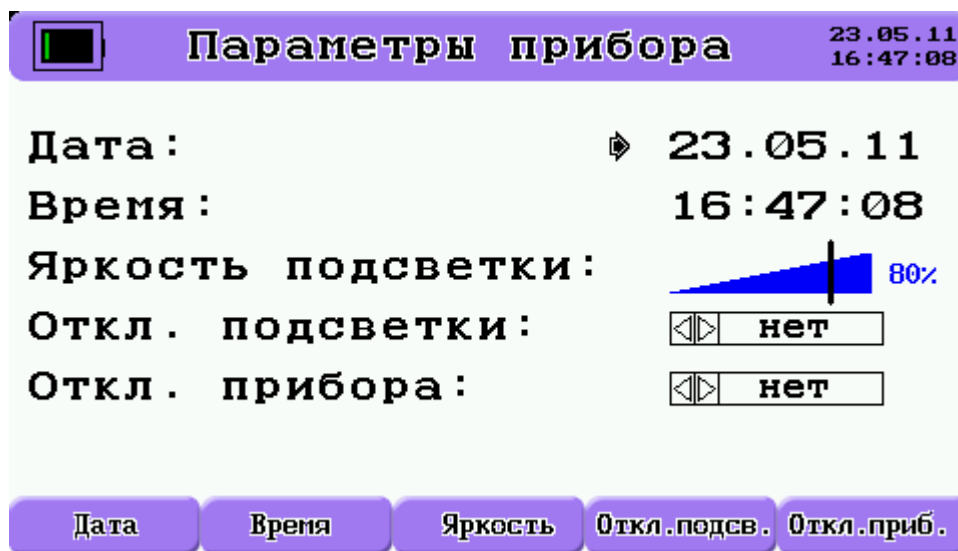 Параметры прибора
23.05.11
16:47:08
Дата: 23.05.11
Время: 16:47:08
Яркость подсветки: 80%
Откл. подсветки: нет
Откл. прибора: нет
Дата Время Яркость Откл.подсв. Откл.приб.